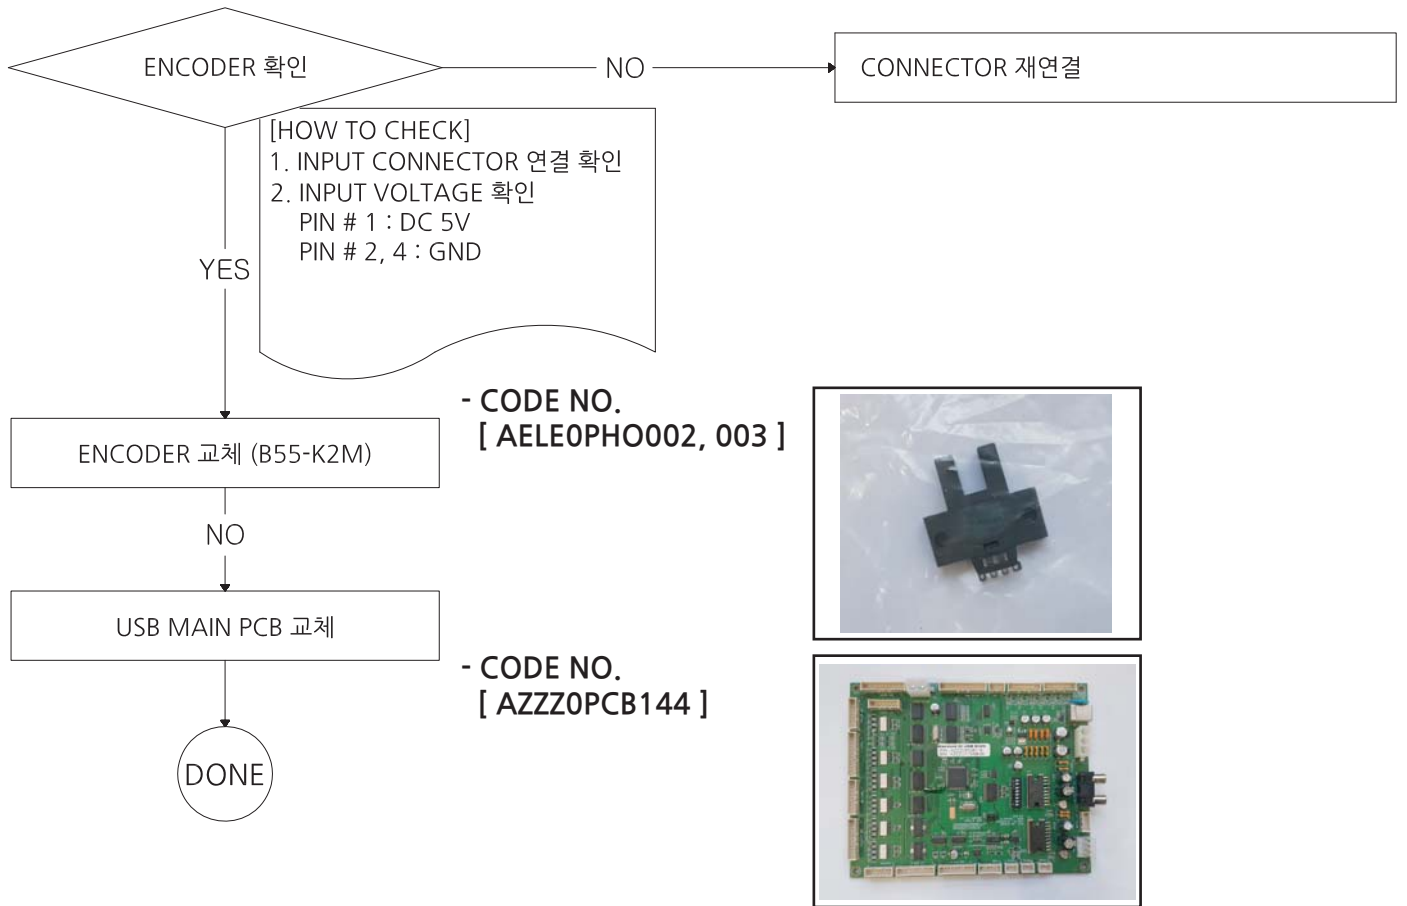 ENCODER 확인
NO
CONNECTOR 재연결
[HOW TO CHECK]
1. INPUT CONNECTOR 연결 확인
2. INPUT VOLTAGE 확인
PIN # 1 : DC 5V
PIN # 2, 4 : GND
YES
- CODE NO.
[ AELE0PHO002, 003 ]
ENCODER 교체 (B55-K2M)
NO
USB MAIN PCB 교체
- CODE NO.
[ AZZZ0PCB144 ]
DONE